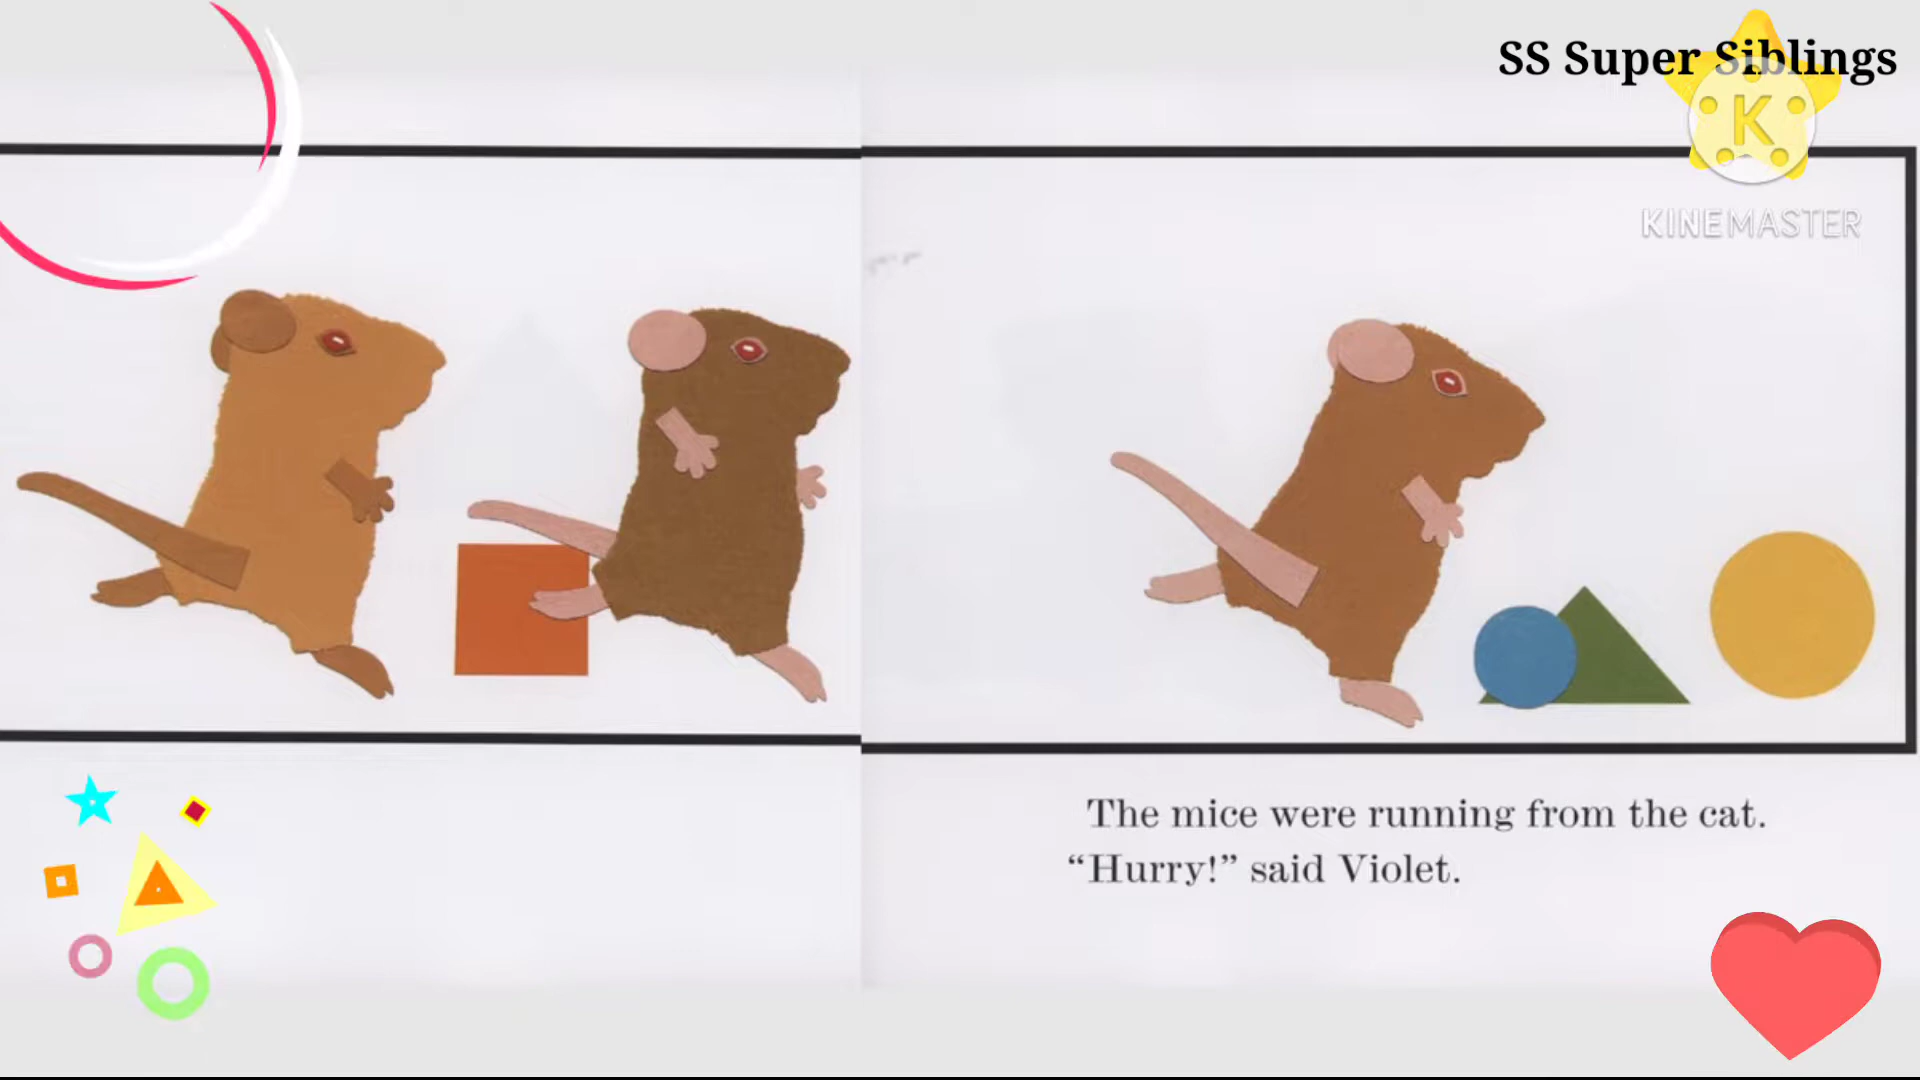 SS Super Siblings
K
KINEMASTER
The mice were running from the cat.
“Hurry!” said Violet.